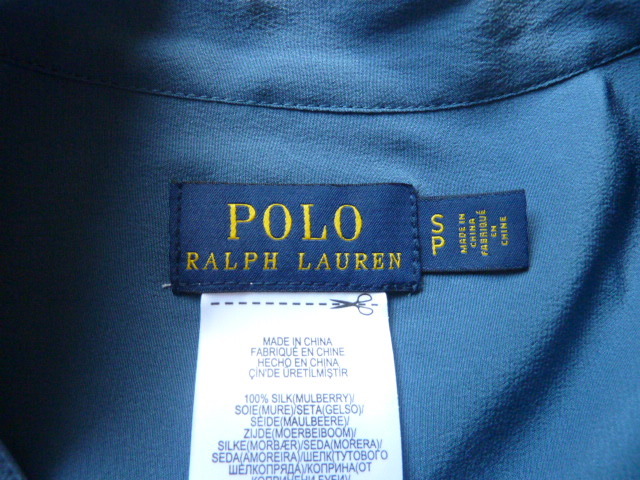 POLO
RALPH LAUREN
S
P
MADE IN
CHINA
FABRIQUÉ
EN
CHINE
MADE IN CHINA
FABRIQUÉ EN CHINE
HECHO EN CHINA
ÇİN'DE ÜRETİLMİŞTİR
100% SILK(MULBERRY)/
SOIE(MURE)/SETA(GELSO)/
SEIDE(MAULBEERE)/
ZIJDE(MOERBEIBOOM)/
SILKE(MORBÆR)/SEDA(MORERA)/
SEDA(AMOREIRA)/ШЕЛК(ТУТОВОГО
ШЕЛКОПРЯДА)/КОПРИНА(ОТ